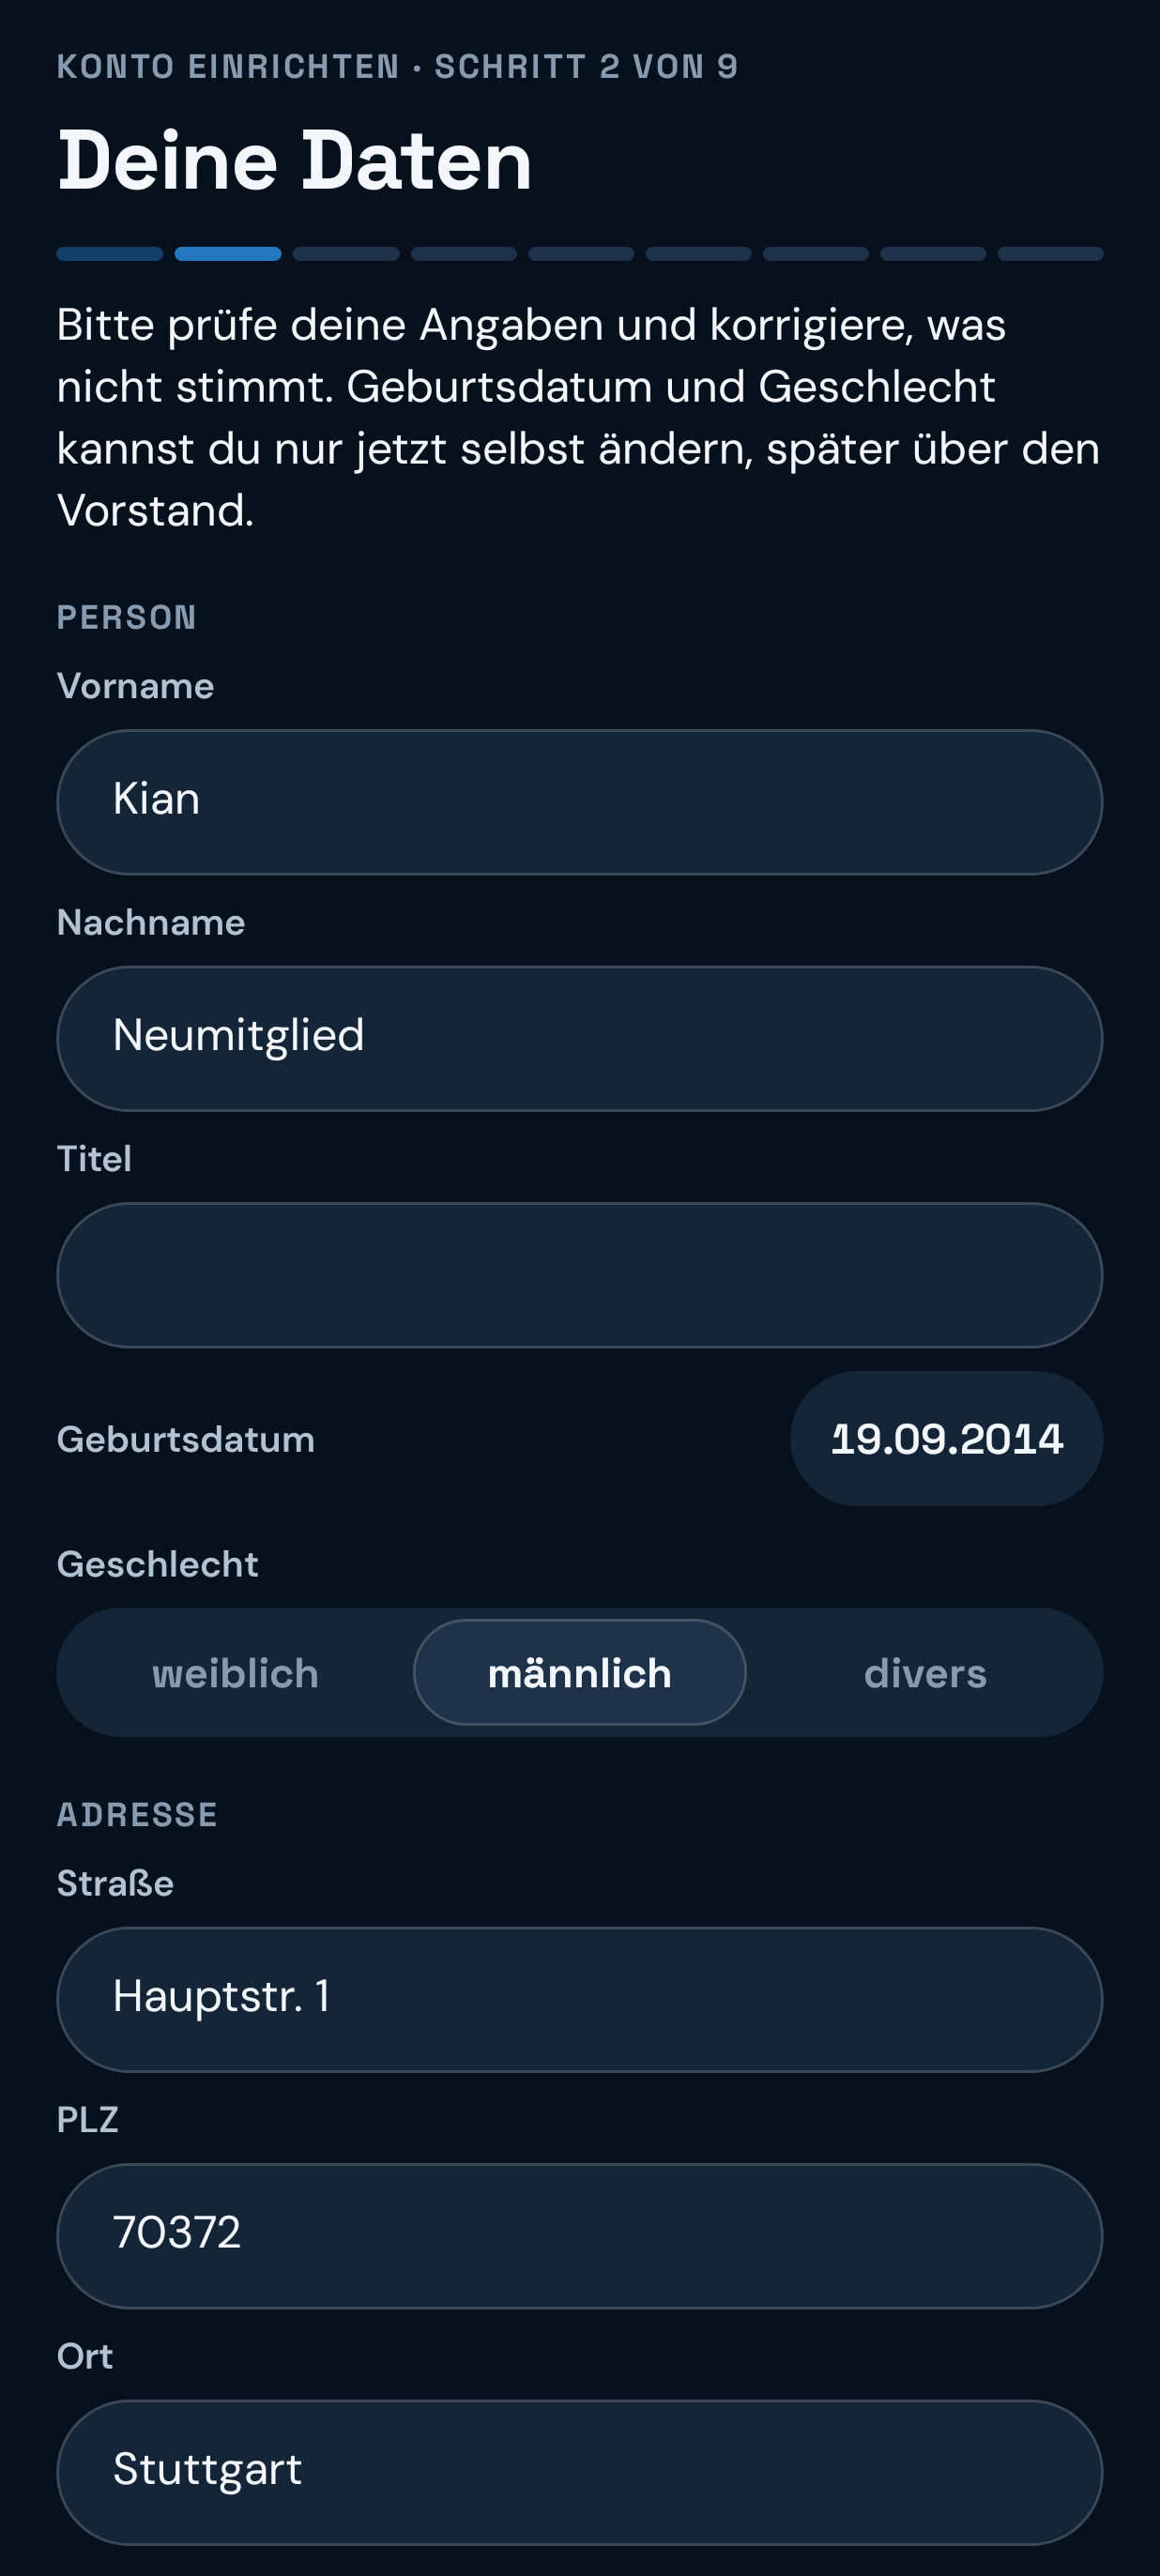 KONTO EINRICHTEN · SCHRITT 2 VON 9
Deine Daten
Bitte prüfe deine Angaben und korrigiere, was
nicht stimmt. Geburtsdatum und Geschlecht
kannst du nur jetzt selbst ändern, später über den
Vorstand.
PERSON
Vorname
Kian
Nachname
Neumitglied
Titel
Geburtsdatum
19.09.2014
Geschlecht
weiblich männlich divers
ADRESSE
Straße
Hauptstr. 1
PLZ
70372
Ort
Stuttgart